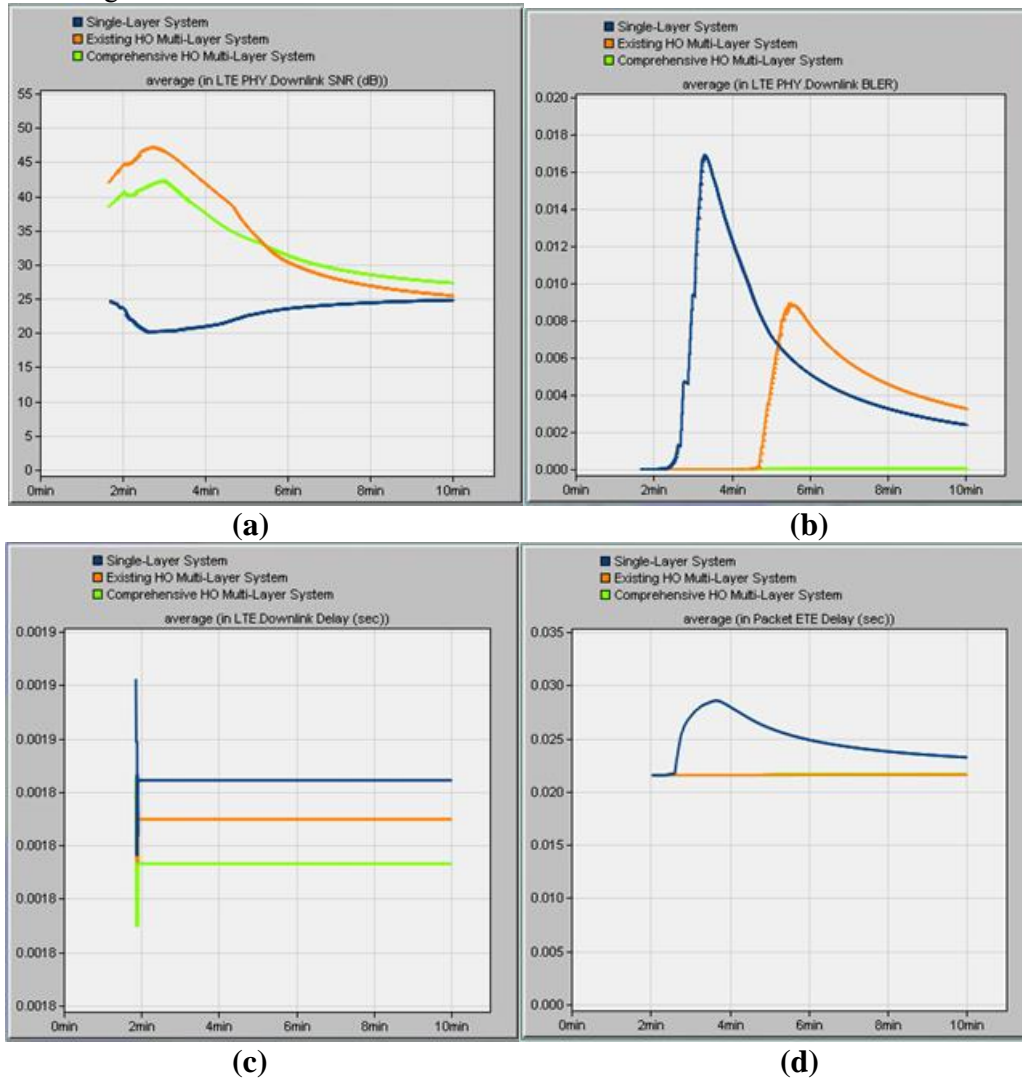 Single-Layer System
Existing HO Multi-Layer System
Comprehensive HO Multi-Layer System
average (in LTE PHY.Downlink SNR (dB))
55
50
45
40
35
30
25
20
15
10
5
0
0min
2min
4min
6min
8min
10min
(a)
Single-Layer System
Existing HO Multi-Layer System
Comprehensive HO Multi-Layer System
average (in LTE PHY.Downlink BLER)
0.020
0.018
0.016
0.014
0.012
0.010
0.008
0.006
0.004
0.002
0.000
0min
2min
4min
6min
8min
10min
(b)
Single-Layer System
Existing HO Multi-Layer System
Comprehensive HO Multi-Layer System
average (in LTE.Downlink Delay (sec))
0.0019
0.0019
0.0019
0.0018
0.0018
0.0018
0.0018
0.0018
0min
2min
4min
6min
8min
10min
(c)
Single-Layer System
Existing HO Multi-Layer System
Comprehensive HO Multi-Layer System
average (in Packet ETE Delay (sec))
0.035
0.030
0.025
0.020
0.015
0.010
0.005
0.000
0min
2min
4min
6min
8min
10min
(d)